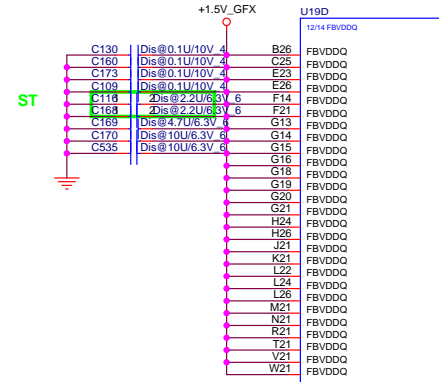 +1.5V_GFX
U19D
12/14 FBVDDQ
C130 Dis@0.1U/10V_4 B26 FBVDDQ
C160 Dis@0.1U/10V_4 C25 FBVDDQ
C173 Dis@0.1U/10V_4 E23 FBVDDQ
C109 Dis@0.1U/10V_4 E26 FBVDDQ
ST
C116 2 Dis@2.2U/6.3V_6 F14 FBVDDQ
C168 2 Dis@2.2U/6.3V_6 F21 FBVDDQ
C169 Dis@4.7U/6.3V_6 G13 FBVDDQ
C170 Dis@10U/6.3V_6 G14 FBVDDQ
C535 Dis@10U/6.3V_6 G15 FBVDDQ
G16 FBVDDQ
G18 FBVDDQ
G19 FBVDDQ
G20 FBVDDQ
G21 FBVDDQ
H24 FBVDDQ
H26 FBVDDQ
J21 FBVDDQ
K21 FBVDDQ
L22 FBVDDQ
L24 FBVDDQ
L26 FBVDDQ
M21 FBVDDQ
N21 FBVDDQ
R21 FBVDDQ
T21 FBVDDQ
V21 FBVDDQ
W21 FBVDDQ